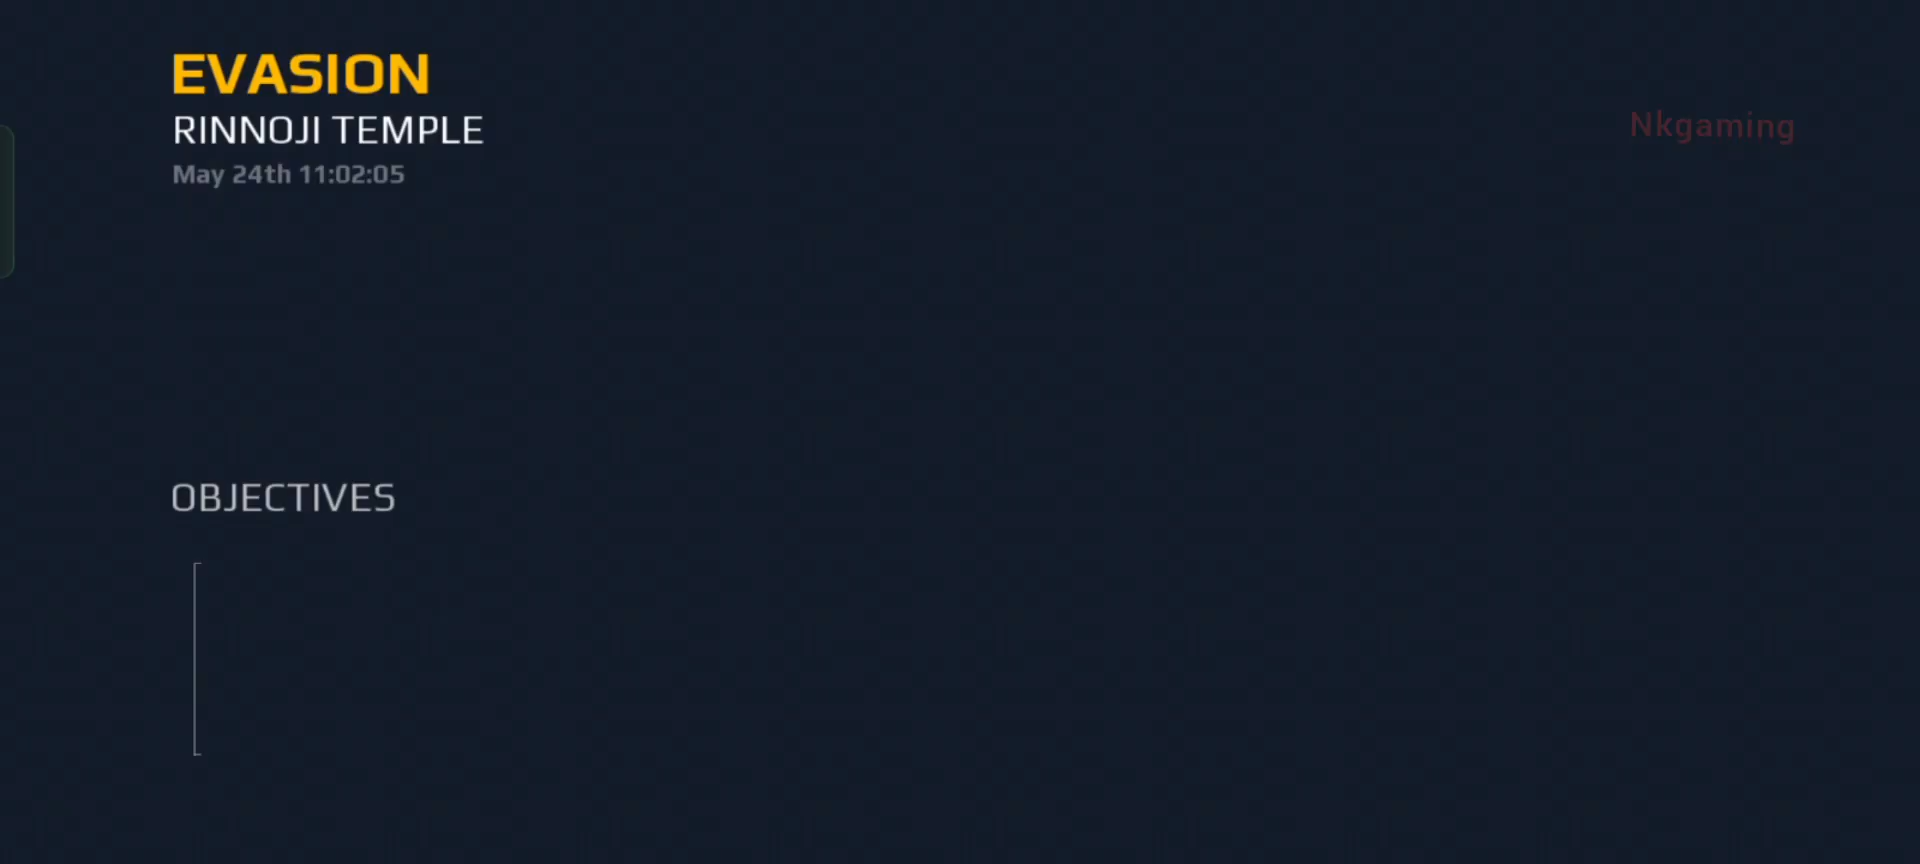 EVASION
RINNOJI TEMPLE
Nkgaming
May 24th 11:02:05
OBJECTIVES